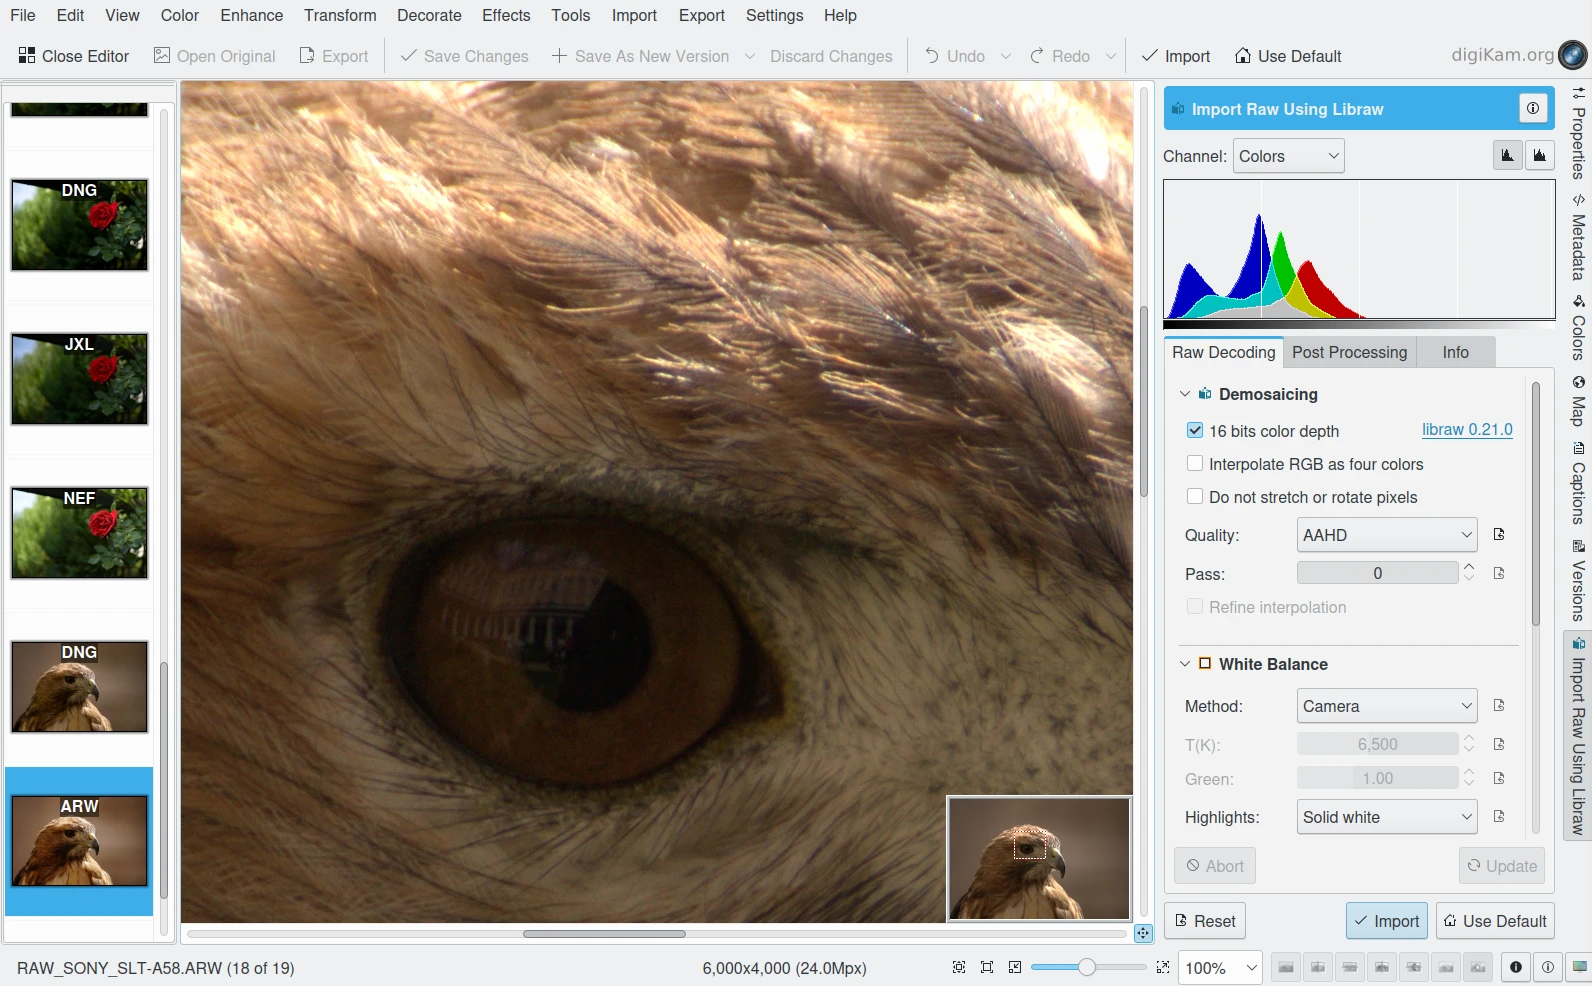 File Edit View Color Enhance Transform Decorate Effects Tools Import Export Settings Help
Close Editor Open Original Export Save Changes Save As New Version Discard Changes Undo Redo Import Use Default digiKam.org
DNG
JXL
NEF
DNG
ARW
Import Raw Using Libraw
Channel: Colors
Raw Decoding Post Processing Info
Demosaicing
16 bits color depth libraw 0.21.0
Interpolate RGB as four colors
Do not stretch or rotate pixels
Quality: AAHD
Pass: 0
Refine interpolation
White Balance
Method: Camera
T(K): 6,500
Green: 1.00
Highlights: Solid white
Abort Update
Reset Import Use Default
Properties
Metadata
Colors
Map
Captions
Versions
Import Raw Using Libraw
RAW_SONY_SLT-A58.ARW (18 of 19) 6,000x4,000 (24.0Mpx) 100%